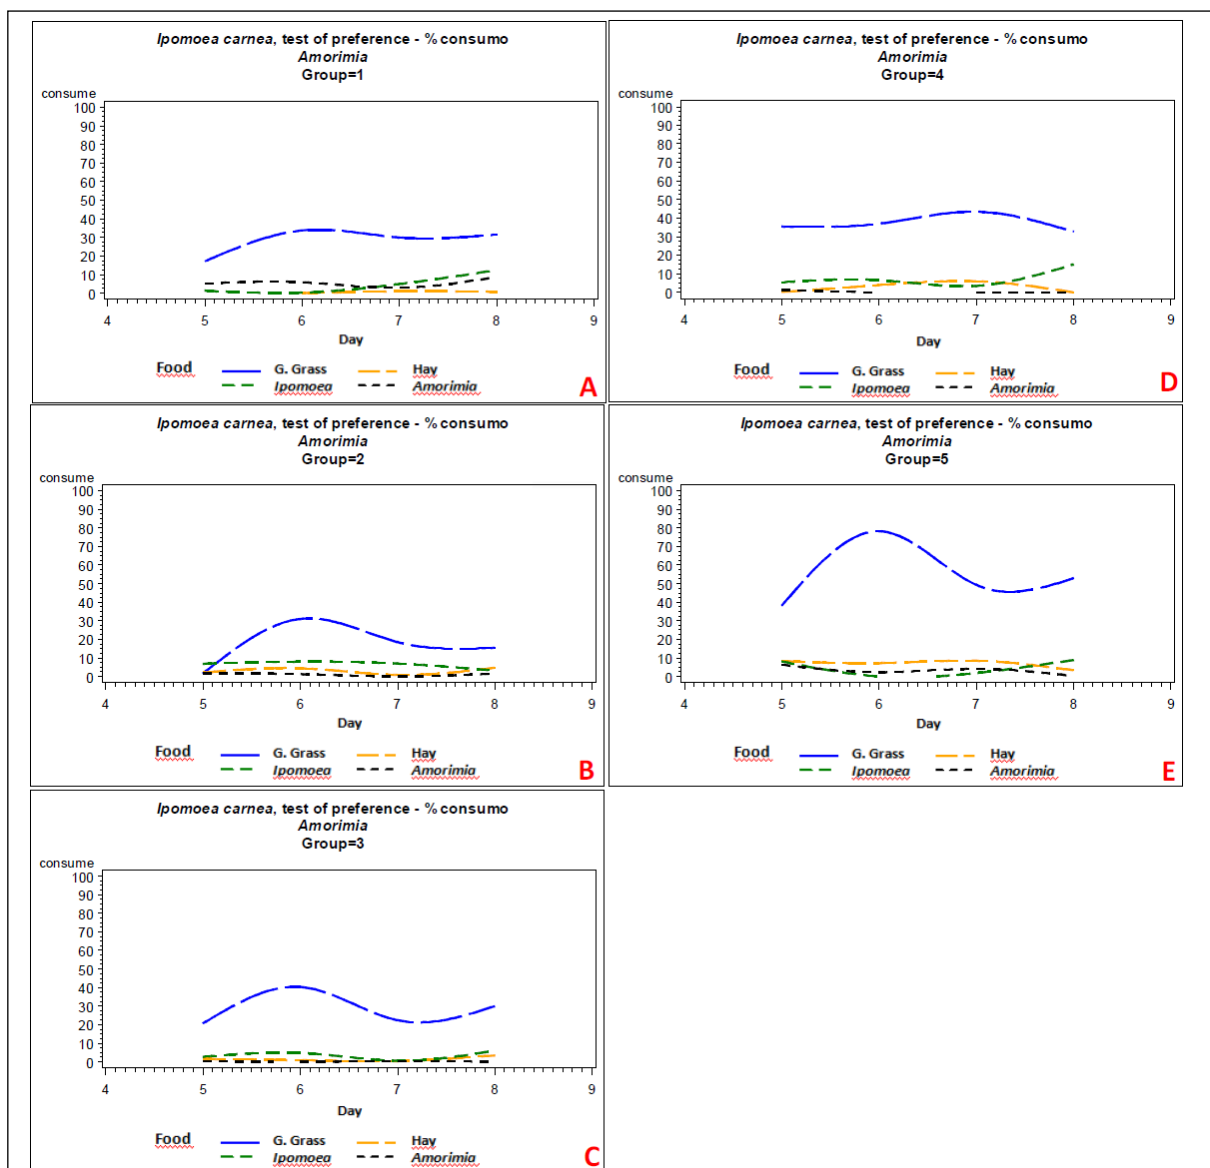 Ipomoea carnea, test of preference - % consumo
Amorimia
Group=1
consume
100
90
80
70
60
50
40
30
20
10
0
4 5 6 7 8 9
Day
Food G. Grass Hay
Ipomoea Amorimia
A
Ipomoea carnea, test of preference - % consumo
Amorimia
Group=2
consume
100
90
80
70
60
50
40
30
20
10
0
4 5 6 7 8 9
Day
Food G. Grass Hay
Ipomoea Amorimia
B
Ipomoea carnea, test of preference - % consumo
Amorimia
Group=3
consume
100
90
80
70
60
50
40
30
20
10
0
4 5 6 7 8 9
Day
Food G. Grass Hay
Ipomoea Amorimia
C
Ipomoea carnea, test of preference - % consumo
Amorimia
Group=4
consume
100
90
80
70
60
50
40
30
20
10
0
4 5 6 7 8 9
Day
Food G. Grass Hay
Ipomoea Amorimia
D
Ipomoea carnea, test of preference - % consumo
Amorimia
Group=5
consume
100
90
80
70
60
50
40
30
20
10
0
4 5 6 7 8 9
Day
Food G. Grass Hay
Ipomoea Amorimia
E